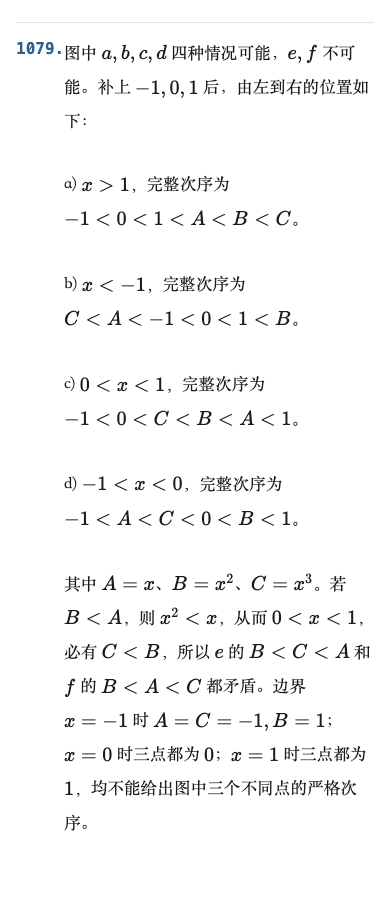 1079. 图中 a, b, c, d 四种情况可能，e, f 不可
能。补上 −1, 0, 1 后，由左到右的位置如
下：
a) x > 1，完整次序为
−1 < 0 < 1 < A < B < C。
b) x < −1，完整次序为
C < A < −1 < 0 < 1 < B。
c) 0 < x < 1，完整次序为
−1 < 0 < C < B < A < 1。
d) −1 < x < 0，完整次序为
−1 < A < C < 0 < B < 1。
其中 A = x、B = x²、C = x³。若
B < A，则 x² < x，从而 0 < x < 1，
必有 C < B，所以 e 的 B < C < A 和
f 的 B < A < C 都矛盾。边界
x = −1 时 A = C = −1, B = 1；
x = 0 时三点都为 0；x = 1 时三点都为
1，均不能给出图中三个不同点的严格次
序。